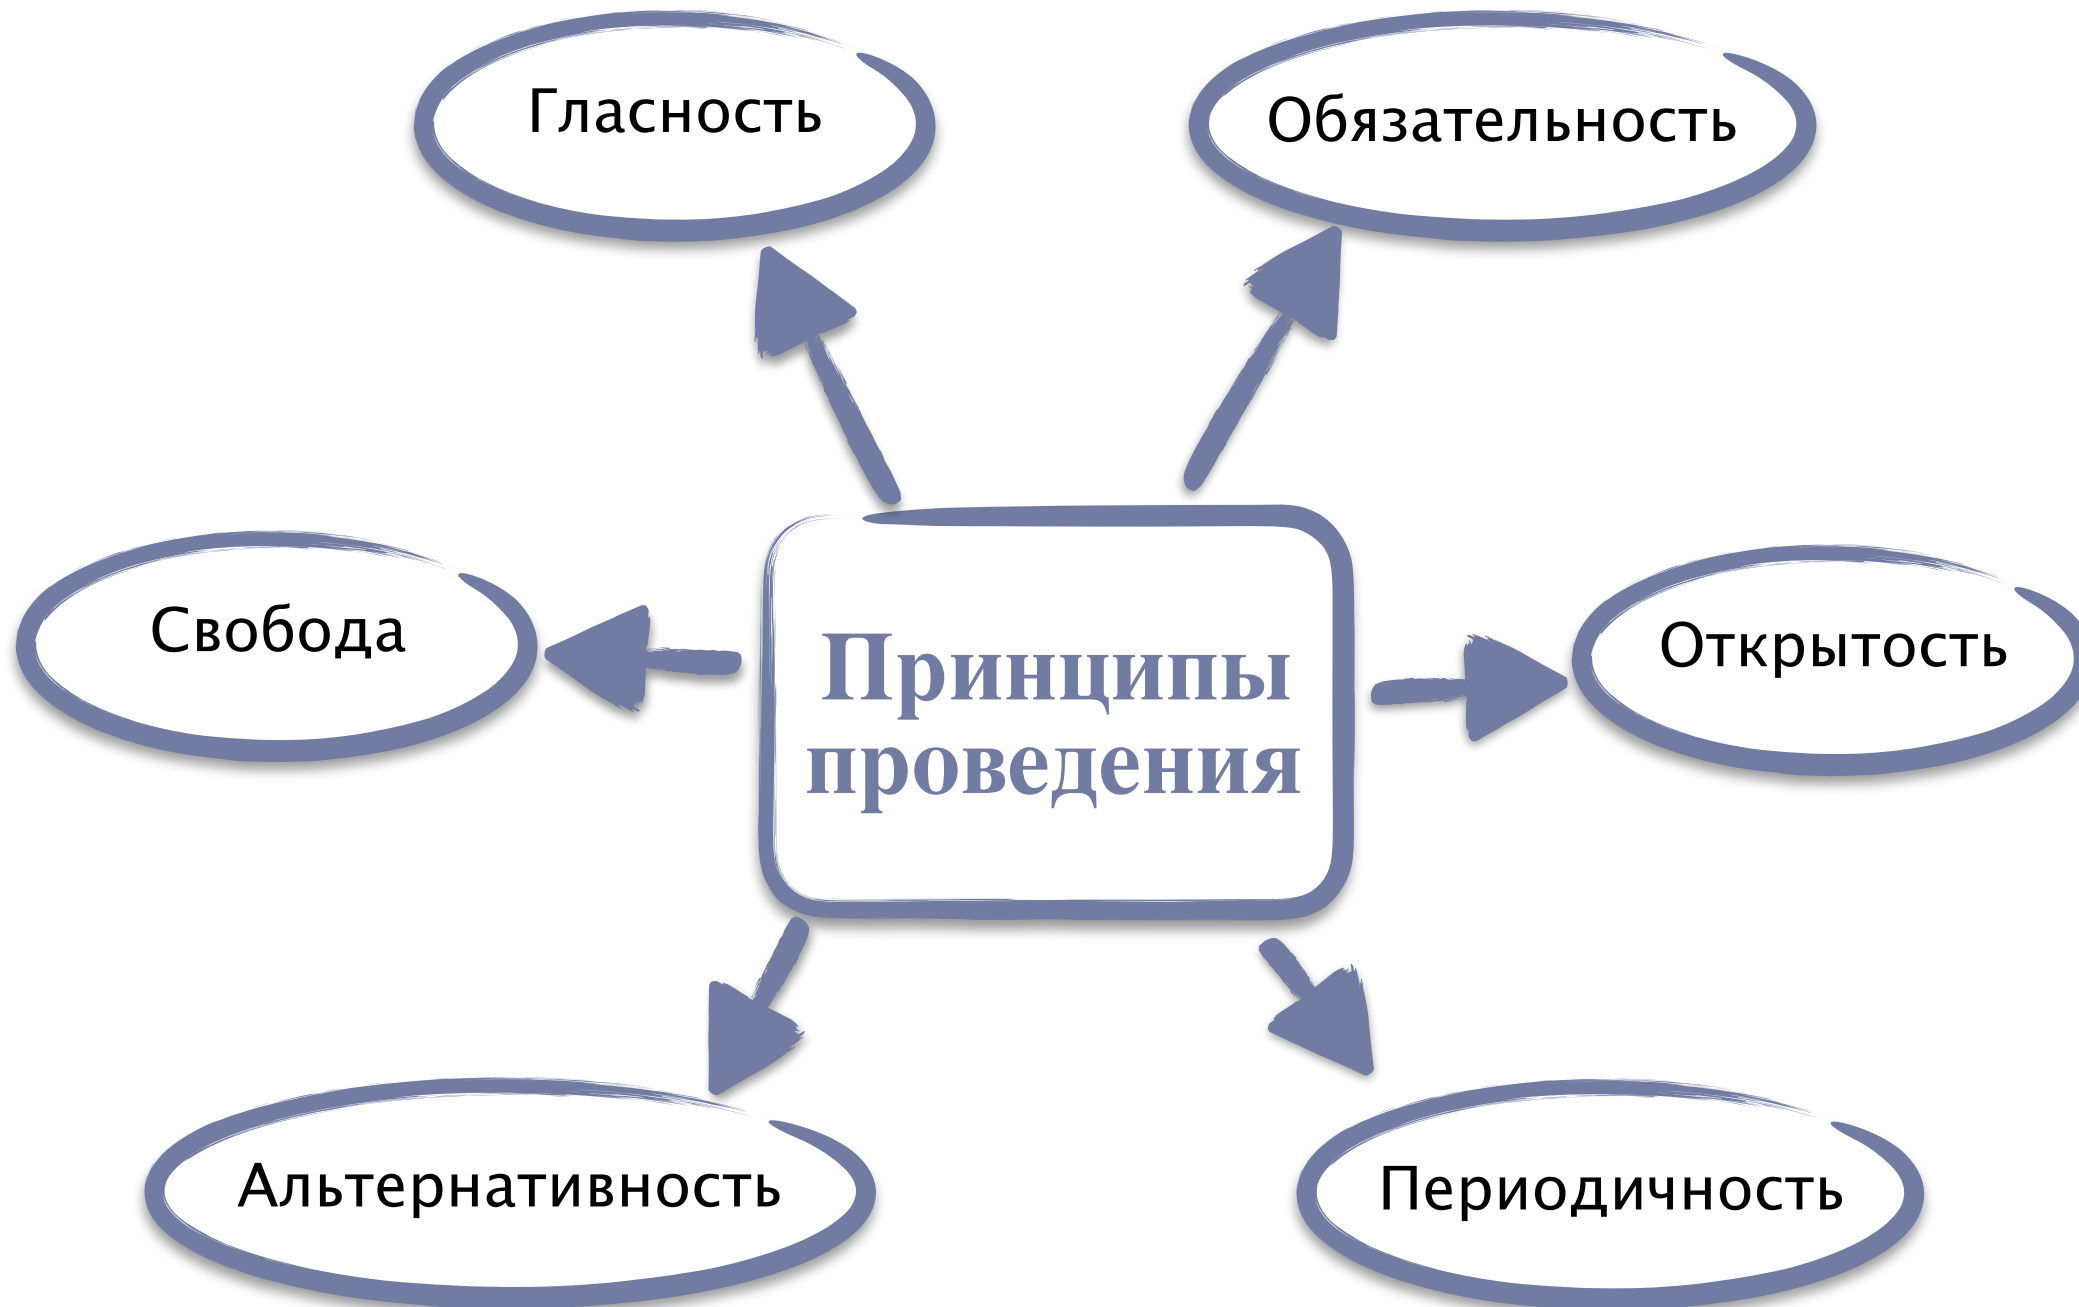 Гласность
Обязательность
Свобода
Принципы
проведения
Открытость
Альтернативность
Периодичность